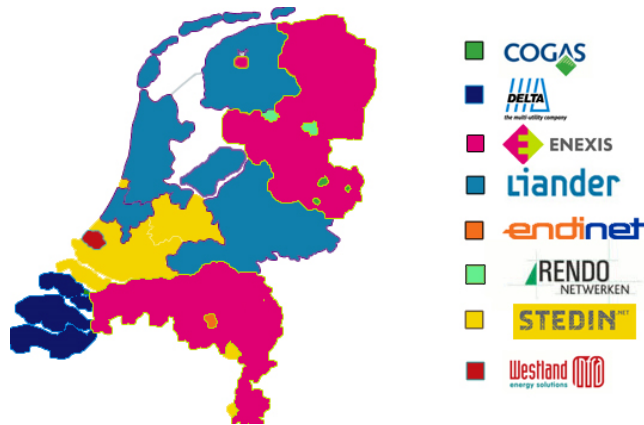 COGAS
DELTA
the multi-utility company
ENEXIS
Liander
endinet
RENDO
NETWERKEN
STEDIN.NET
Westland
energy solutions